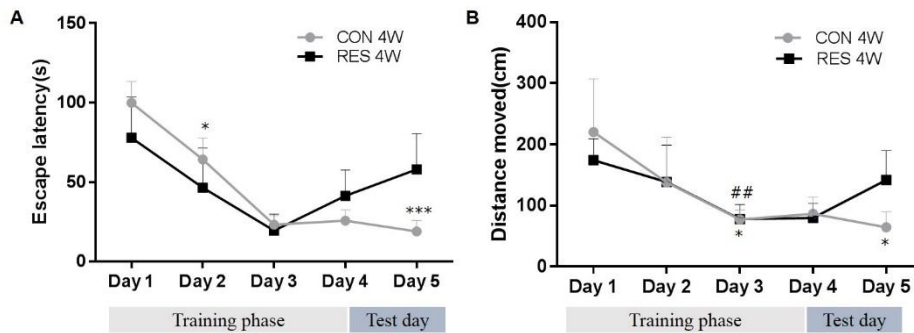 A
Escape latency(s)
150
100
50
0
CON 4W
RES 4W
*
***
Day 1 Day 2 Day 3 Day 4 Day 5
Training phase
Test day
B
Distance moved(cm)
400
300
200
100
0
CON 4W
RES 4W
##
*
*
Day 1 Day 2 Day 3 Day 4 Day 5
Training phase
Test day